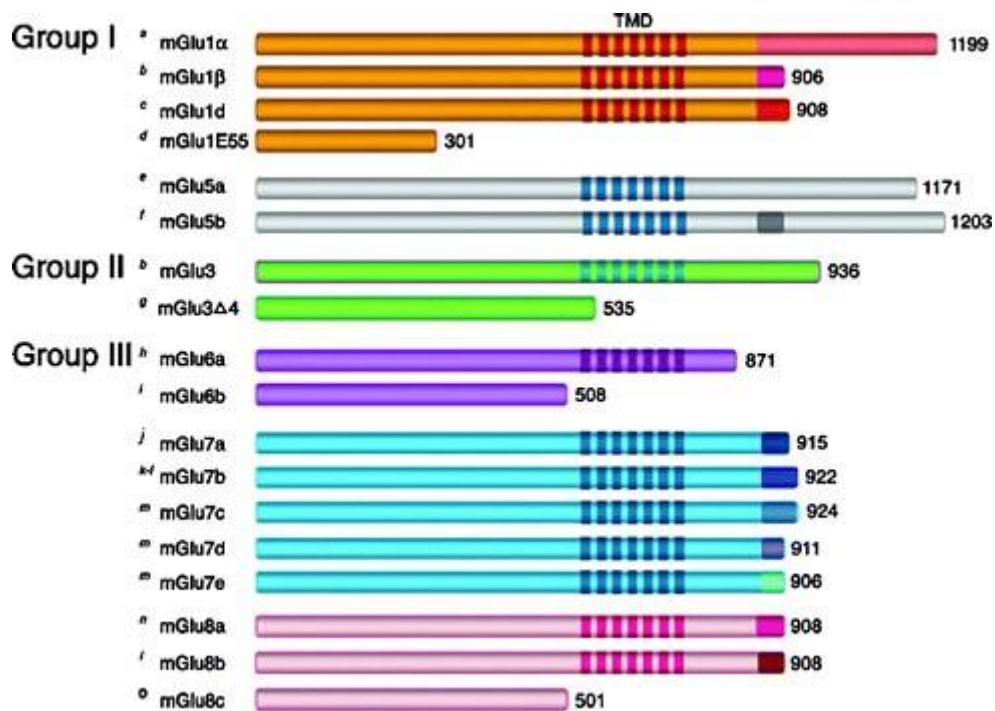 TMD
Group I a mGlu1α 1199
b mGlu1β 906
c mGlu1d 908
d mGlu1E55 301
e mGlu5a 1171
f mGlu5b 1203
Group II b mGlu3 936
g mGlu3Δ4 535
Group III h mGlu6a 871
i mGlu6b 508
j mGlu7a 915
k-l mGlu7b 922
m mGlu7c 924
m mGlu7d 911
m mGlu7e 906
n mGlu8a 908
i mGlu8b 908
o mGlu8c 501